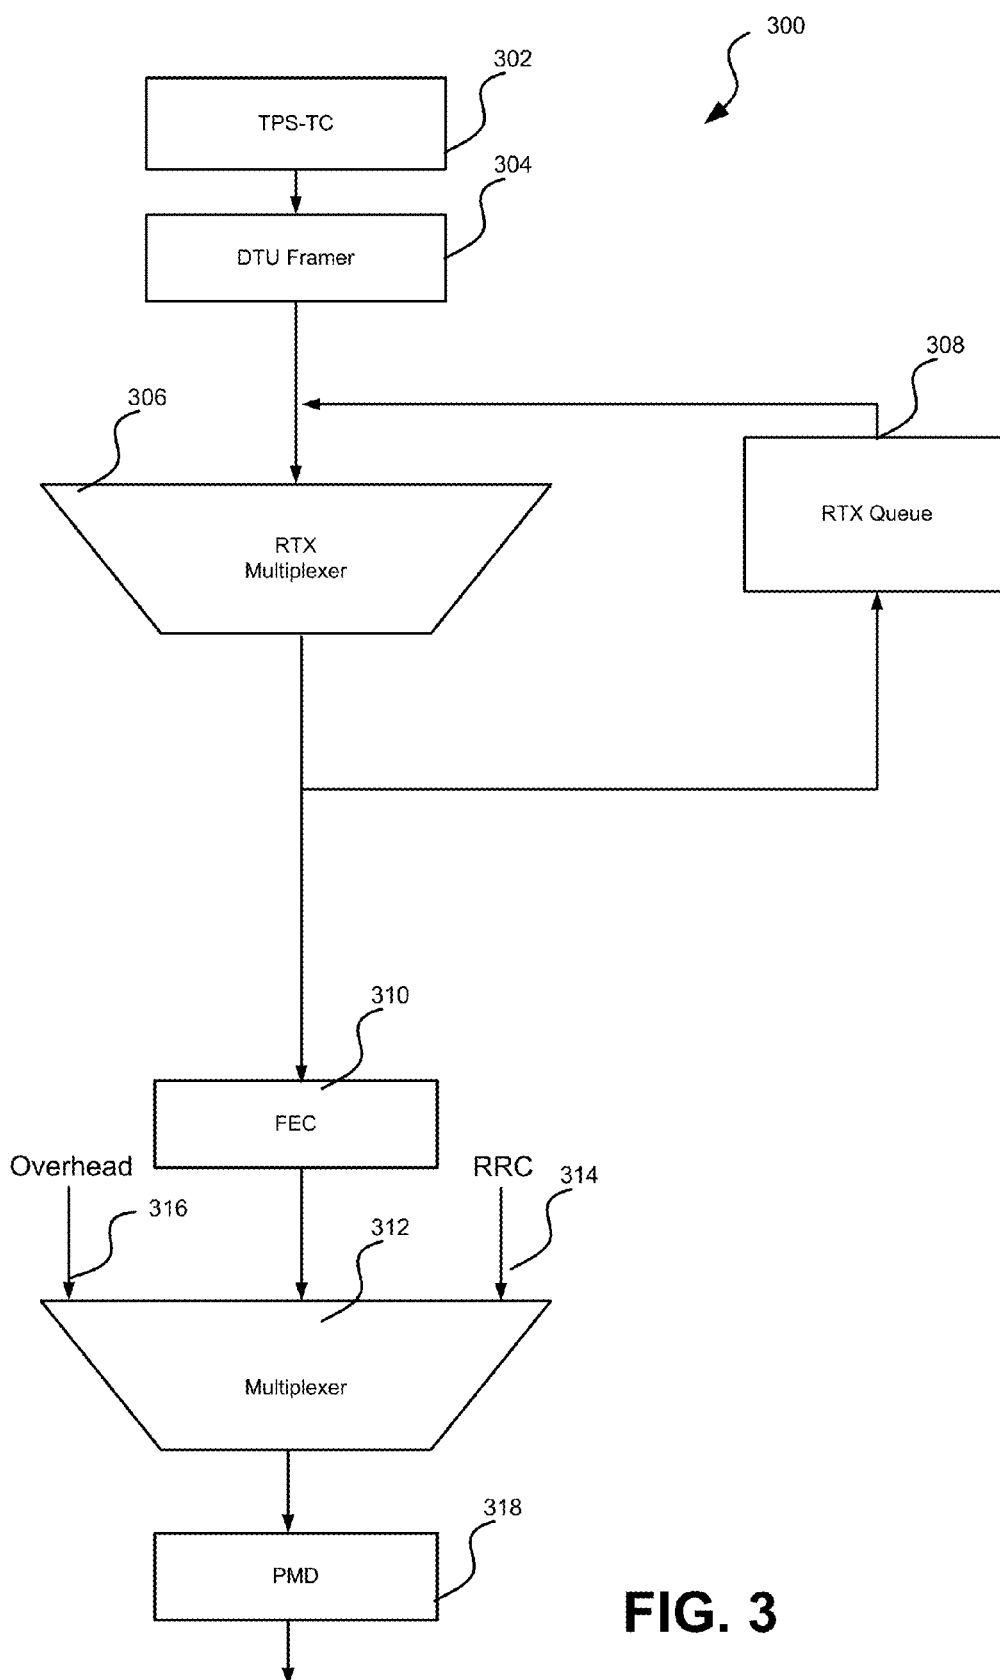 300
302
TPS-TC
304
DTU Framer
308
306
RTX Queue
RTX
Multiplexer
310
FEC
Overhead
RRC
314
316
312
Multiplexer
318
PMD
FIG. 3